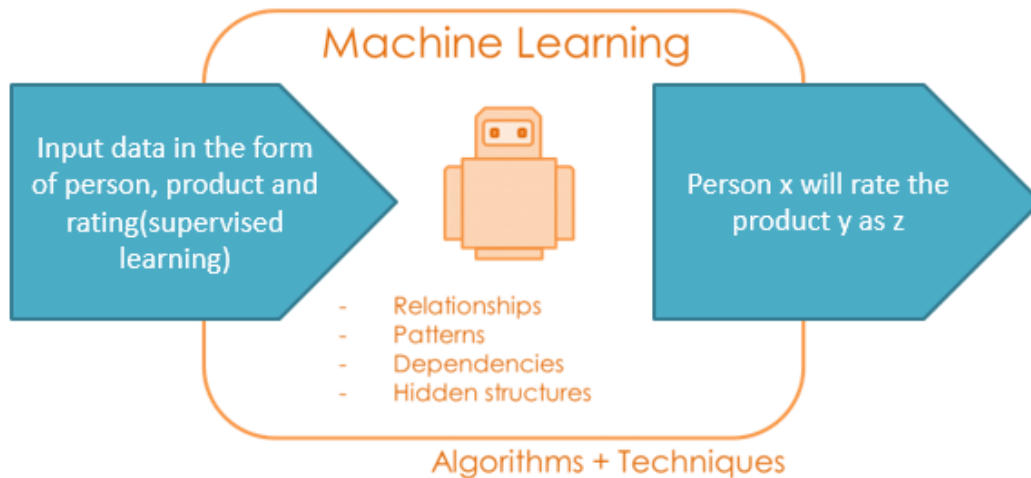 Machine Learning
Input data in the form
of person, product and
rating(supervised
learning)
Person x will rate the
product y as z
- Relationships
- Patterns
- Dependencies
- Hidden structures
Algorithms + Techniques